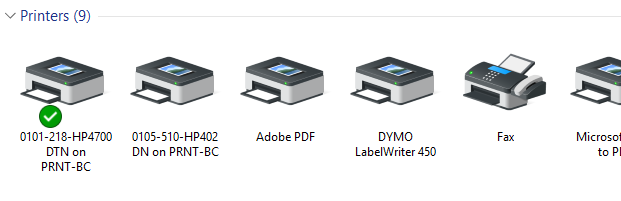 Printers (9)
0101-218-HP4700
DTN on
PRNT-BC
0105-510-HP402
DN on PRNT-BC
Adobe PDF
DYMO
LabelWriter 450
Fax
Microsof
to P